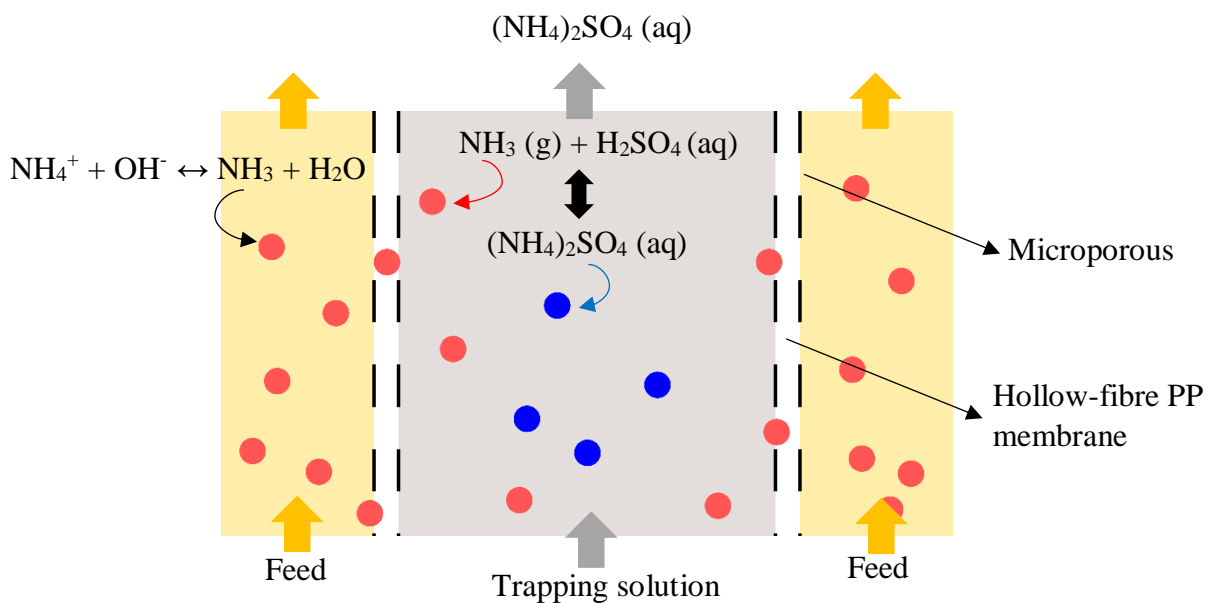 (NH₄)₂SO₄ (aq)
NH₃ (g) + H₂SO₄ (aq)
NH₄⁺ + OH⁻ ↔ NH₃ + H₂O
(NH₄)₂SO₄ (aq)
Microporous
Hollow-fibre PP
membrane
Feed
Trapping solution
Feed